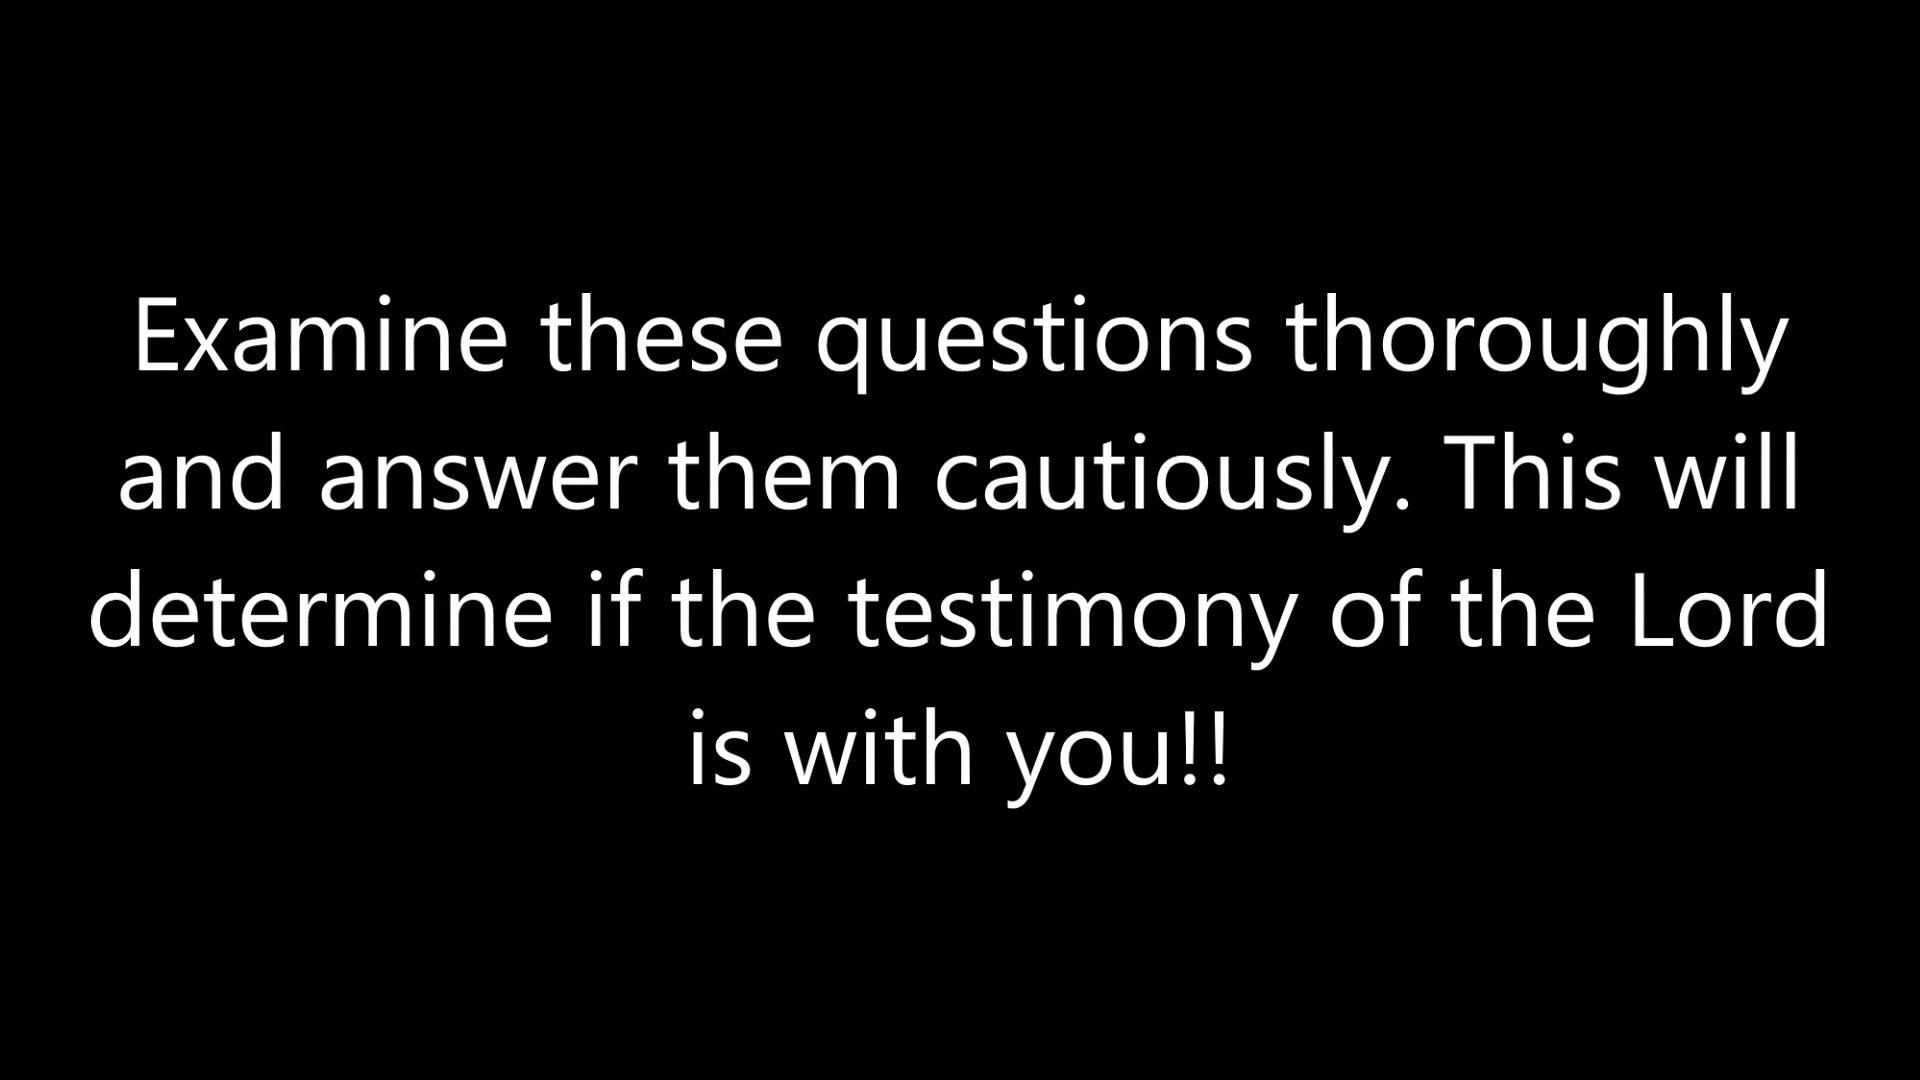 Examine these questions thoroughly
and answer them cautiously. This will
determine if the testimony of the Lord
is with you!!